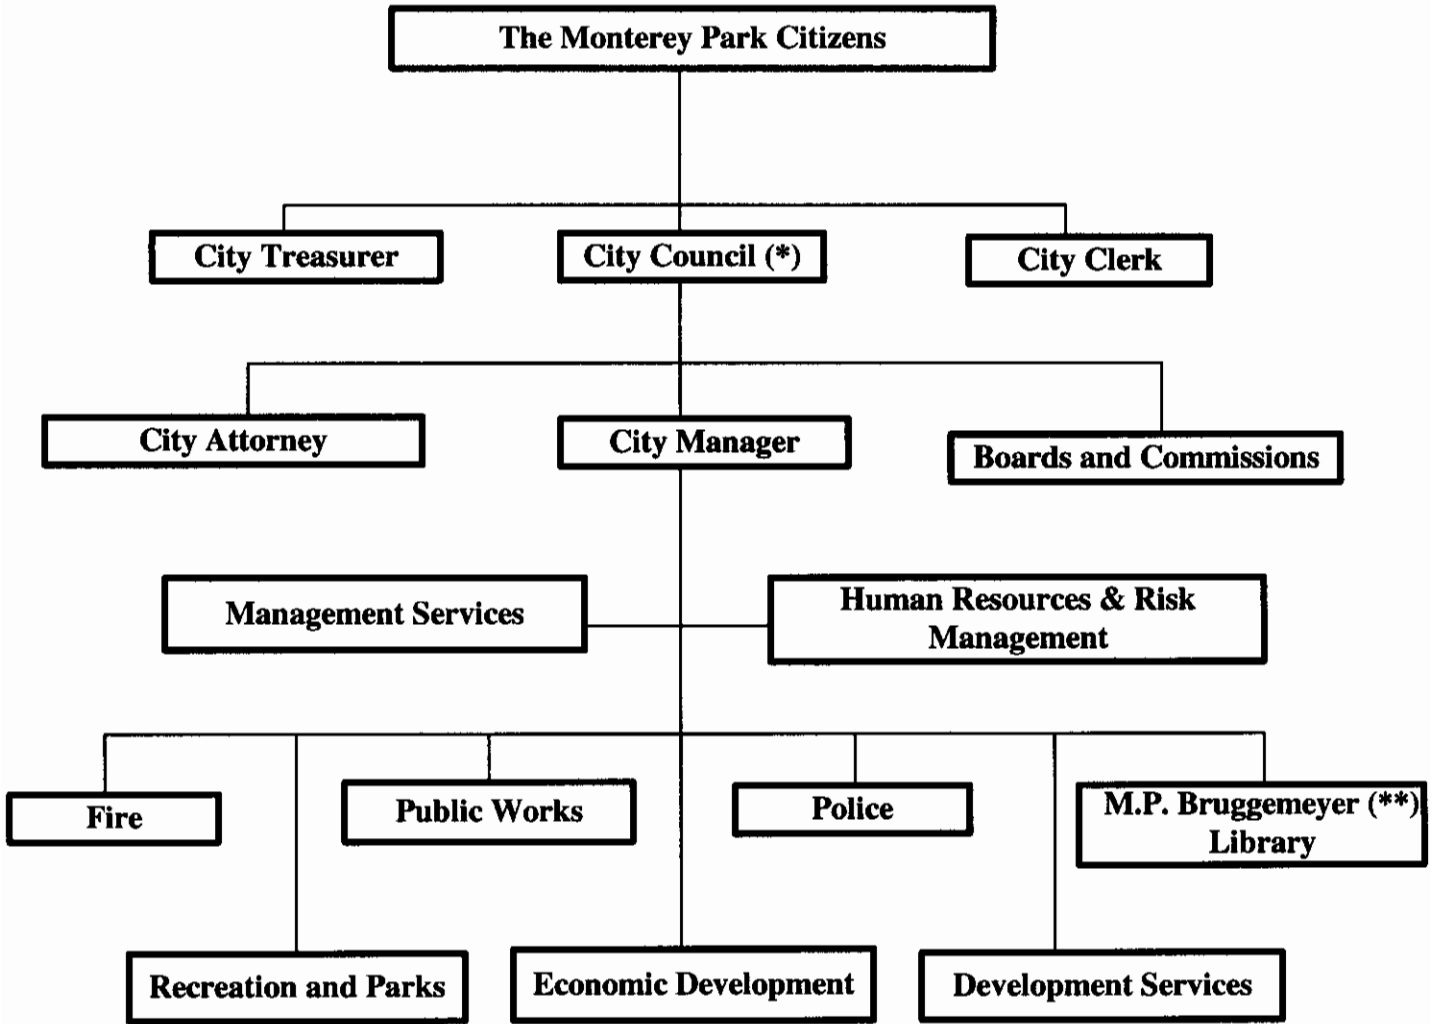 The Monterey Park Citizens
City Treasurer
City Council (*)
City Clerk
City Attorney
City Manager
Boards and Commissions
Management Services
Human Resources & Risk
Management
Fire
Public Works
Police
M.P. Bruggemeyer (**)
Library
Recreation and Parks
Economic Development
Development Services